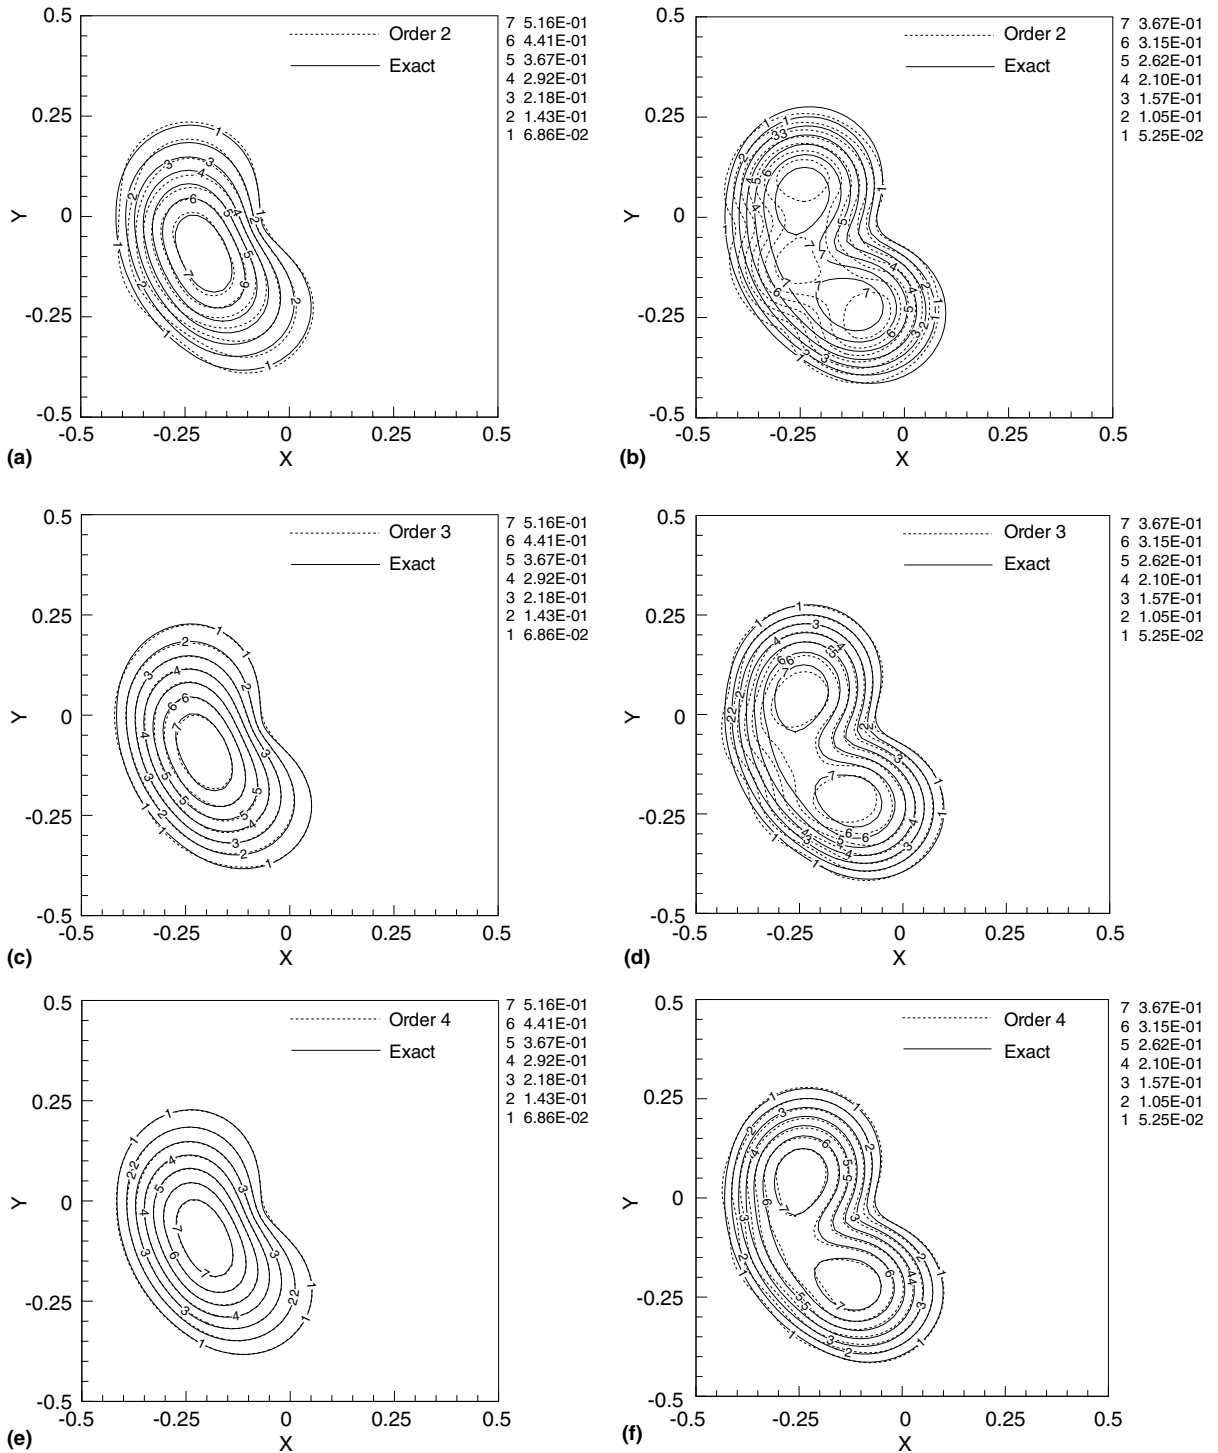 0.5
0.25
0
-0.25
-0.5
Y
-0.5
-0.25
0
0.25
0.5
X
(a)
Order 2
Exact
7 5.16E-01
6 4.41E-01
5 3.67E-01
4 2.92E-01
3 2.18E-01
2 1.43E-01
1 6.86E-02
0.5
0.25
0
-0.25
-0.5
Y
-0.5
-0.25
0
0.25
0.5
X
(b)
Order 2
Exact
7 3.67E-01
6 3.15E-01
5 2.62E-01
4 2.10E-01
3 1.57E-01
2 1.05E-01
1 5.25E-02
0.5
0.25
0
-0.25
-0.5
Y
-0.5
-0.25
0
0.25
0.5
X
(c)
Order 3
Exact
7 5.16E-01
6 4.41E-01
5 3.67E-01
4 2.92E-01
3 2.18E-01
2 1.43E-01
1 6.86E-02
0.5
0.25
0
-0.25
-0.5
Y
-0.5
-0.25
0
0.25
0.5
X
(d)
Order 3
Exact
7 3.67E-01
6 3.15E-01
5 2.62E-01
4 2.10E-01
3 1.57E-01
2 1.05E-01
1 5.25E-02
0.5
0.25
0
-0.25
-0.5
Y
-0.5
-0.25
0
0.25
0.5
X
(e)
Order 4
Exact
7 5.16E-01
6 4.41E-01
5 3.67E-01
4 2.92E-01
3 2.18E-01
2 1.43E-01
1 6.86E-02
0.5
0.25
0
-0.25
-0.5
Y
-0.5
-0.25
0
0.25
0.5
X
(f)
Order 4
Exact
7 3.67E-01
6 3.15E-01
5 2.62E-01
4 2.10E-01
3 1.57E-01
2 1.05E-01
1 5.25E-02